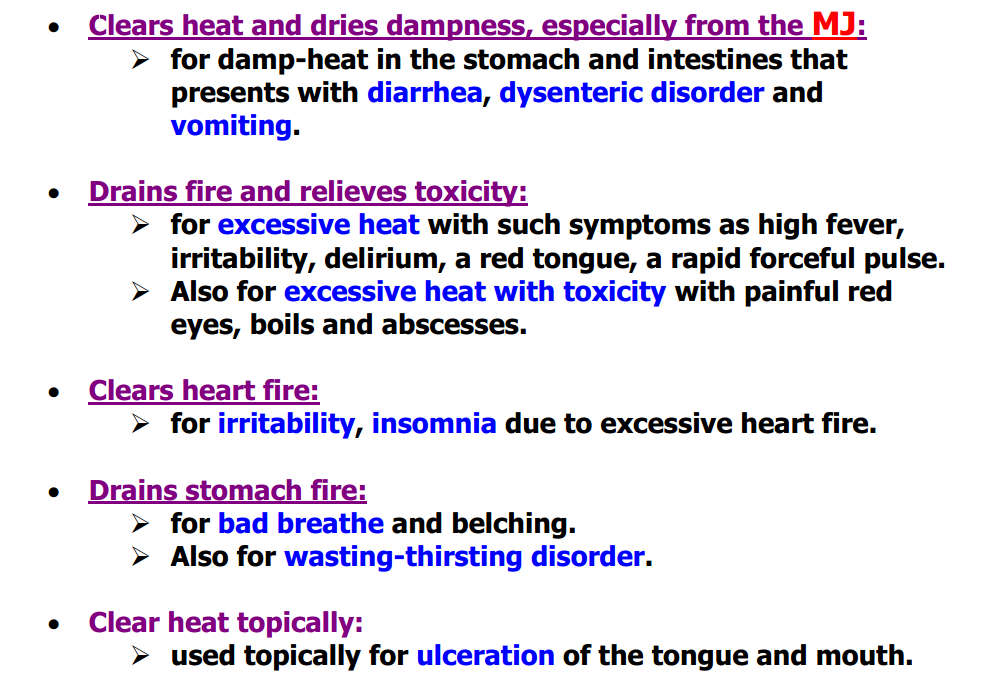 • Clears heat and dries dampness, especially from the MJ:
➢ for damp-heat in the stomach and intestines that
presents with diarrhea, dysenteric disorder and
vomiting.
• Drains fire and relieves toxicity:
➢ for excessive heat with such symptoms as high fever,
irritability, delirium, a red tongue, a rapid forceful pulse.
➢ Also for excessive heat with toxicity with painful red
eyes, boils and abscesses.
• Clears heart fire:
➢ for irritability, insomnia due to excessive heart fire.
• Drains stomach fire:
➢ for bad breathe and belching.
➢ Also for wasting-thirsting disorder.
• Clear heat topically:
➢ used topically for ulceration of the tongue and mouth.